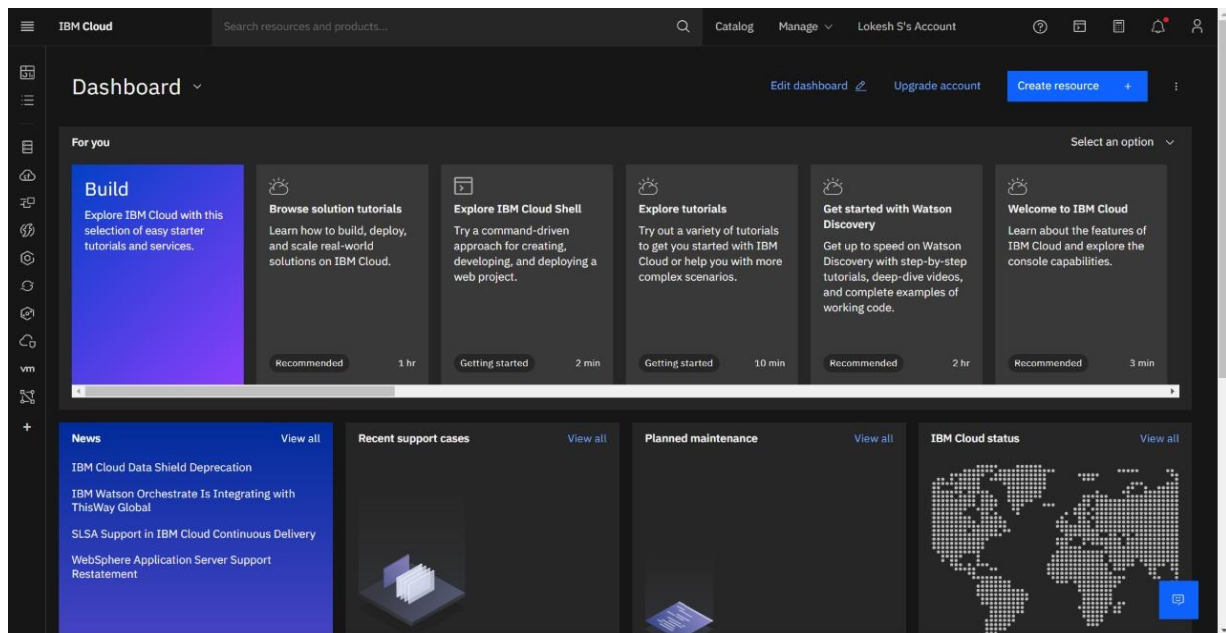 IBM Cloud
Search resources and products...
Catalog
Manage
Lokesh S's Account
Dashboard
Edit dashboard
Upgrade account
Create resource +
For you
Select an option
Build
Explore IBM Cloud with this
selection of easy starter
tutorials and services.
Browse solution tutorials
Learn how to build, deploy,
and scale real-world
solutions on IBM Cloud.
Recommended
1 hr
Explore IBM Cloud Shell
Try a command-driven
approach for creating,
developing, and deploying a
web project.
Getting started
2 min
Explore tutorials
Try out a variety of tutorials
to get you started with IBM
Cloud or help you with more
complex scenarios.
Getting started
10 min
Get started with Watson
Discovery
Get up to speed on Watson
Discovery with step-by-step
tutorials, deep-dive videos,
and complete examples of
working code.
Recommended
2 hr
Welcome to IBM Cloud
Learn about the features of
IBM Cloud and explore the
console capabilities.
Recommended
3 min
vm
News
View all
IBM Cloud Data Shield Deprecation
IBM Watson Orchestrate Is Integrating with
ThisWay Global
SLSA Support in IBM Cloud Continuous Delivery
WebSphere Application Server Support
Restatement
Recent support cases
View all
Planned maintenance
View all
IBM Cloud status
View all